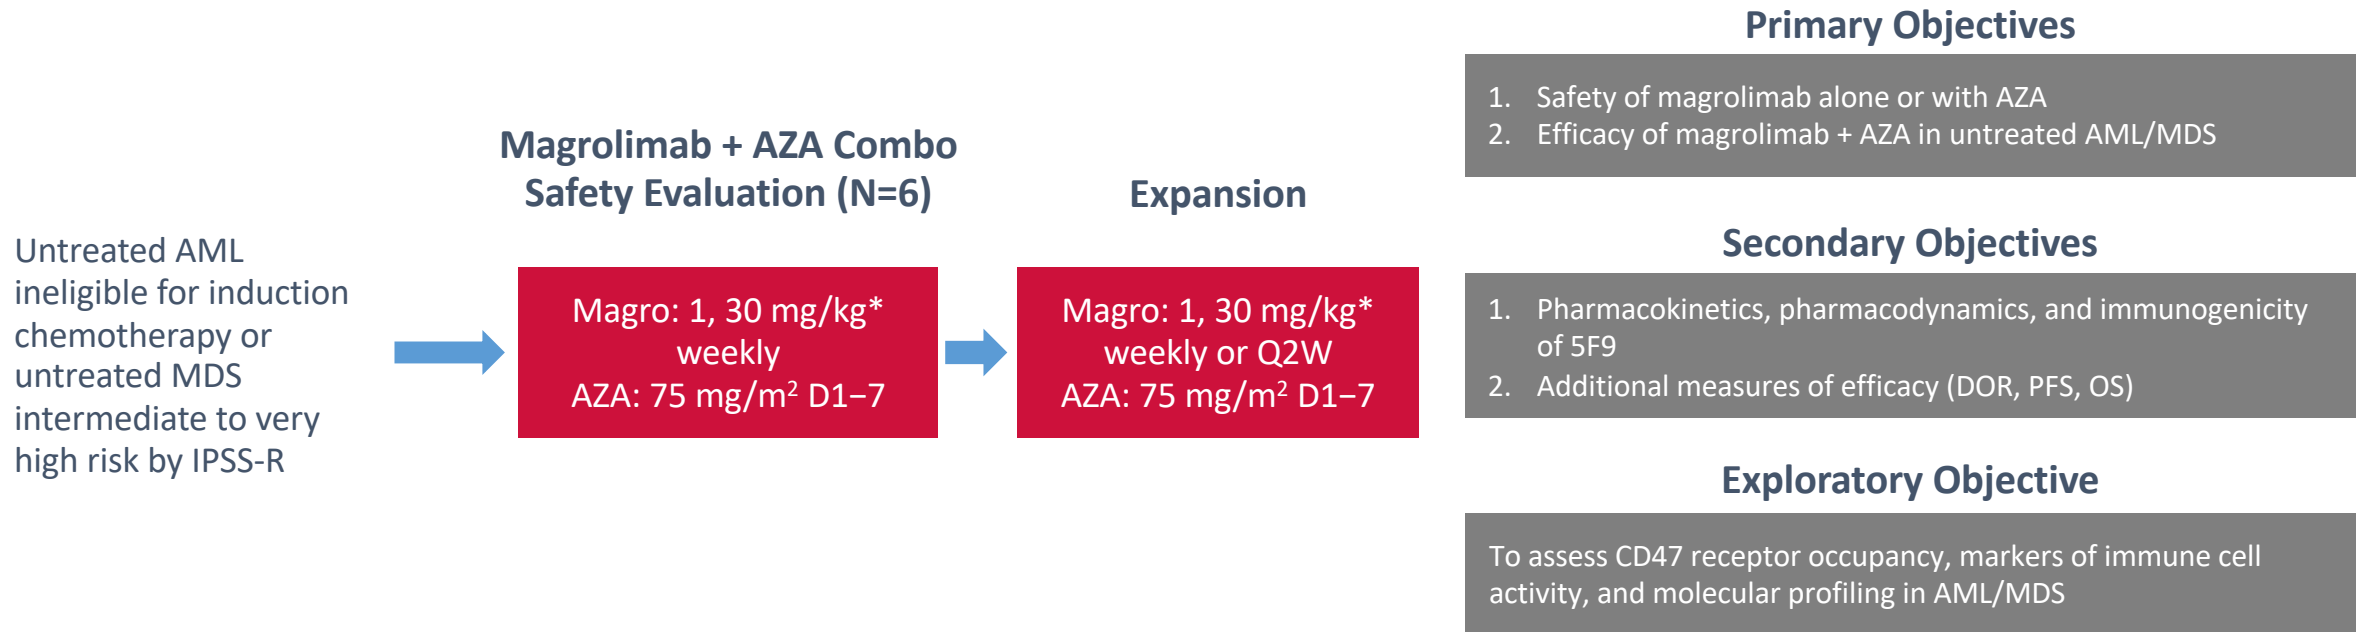 Untreated AML
ineligible for induction
chemotherapy or
untreated MDS
intermediate to very
high risk by IPSS-R
Magrolimab + AZA Combo
Safety Evaluation (N=6)
Magro: 1, 30 mg/kg*
weekly
AZA: 75 mg/m² D1−7
Expansion
Magro: 1, 30 mg/kg*
weekly or Q2W
AZA: 75 mg/m² D1−7
Primary Objectives
1. Safety of magrolimab alone or with AZA
2. Efficacy of magrolimab + AZA in untreated AML/MDS
Secondary Objectives
1. Pharmacokinetics, pharmacodynamics, and immunogenicity
of 5F9
2. Additional measures of efficacy (DOR, PFS, OS)
Exploratory Objective
To assess CD47 receptor occupancy, markers of immune cell
activity, and molecular profiling in AML/MDS